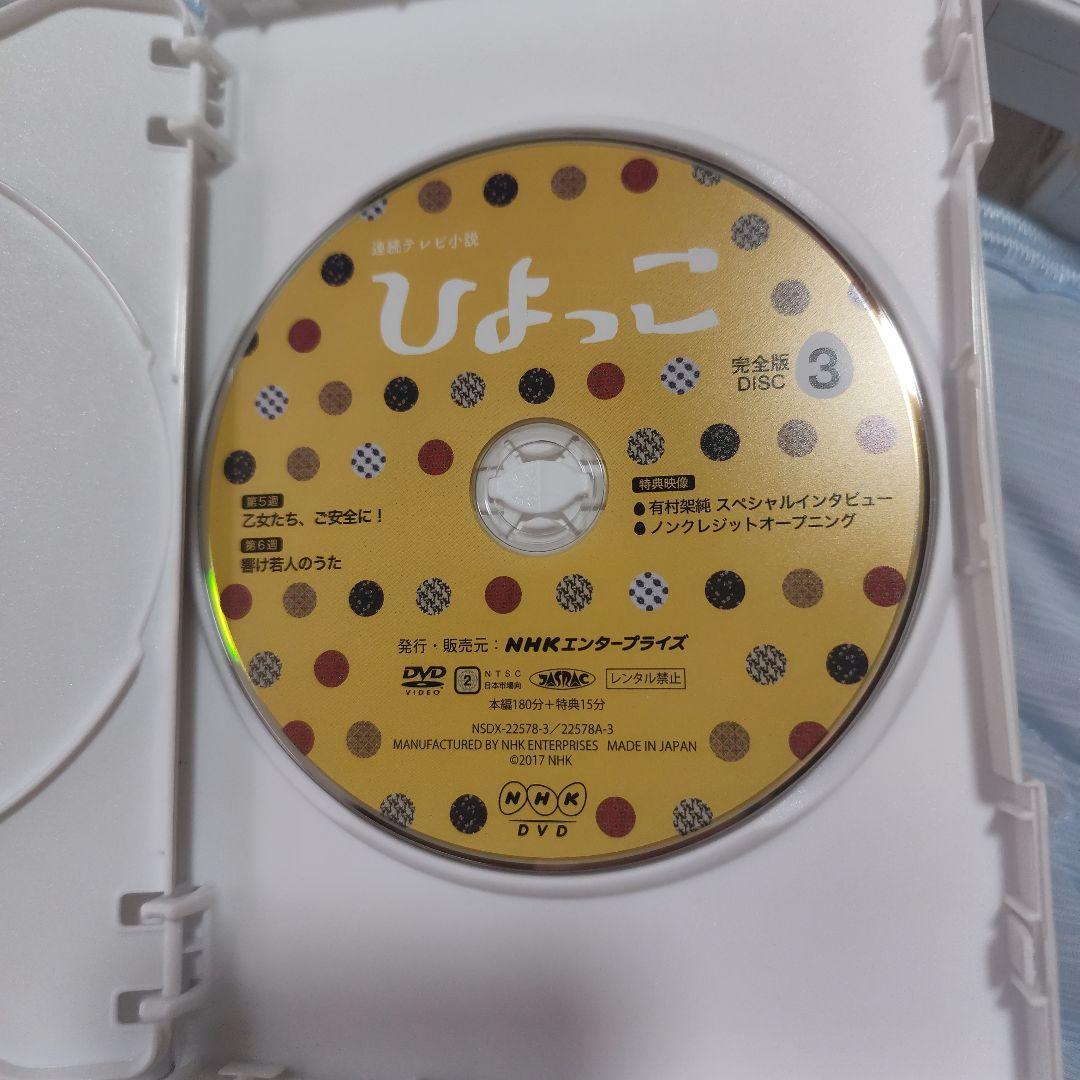 連続テレビ小説
ひよっこ
完全版
DISC 3
第5週
乙女たち、ご安全に!
第6週
響け若人のうた
特典映像
●有村架純 スペシャルインタビュー
●ノンクレジットオープニング
発行・販売元:NHKエンタープライズ
DVD
VIDEO
2
NTSC
日本市場向
JASRAC
レンタル禁止
本編180分+特典15分
NSDX-22578-3/22578A-3
MANUFACTURED BY NHK ENTERPRISES MADE IN JAPAN
©2017 NHK
NHK
DVD